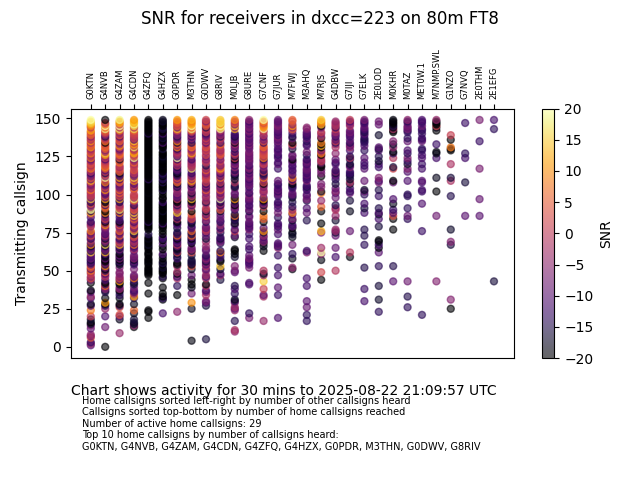 SNR for receivers in dxcc=223 on 80m FT8
G0KTN G4NVB G4ZAM G4CDN G4ZFQ G4HZX G0PDR M3THN G0DWV G8RIV M0LJB G8URE G7CNF G7JUR M7FWJ M3AHQ M7RJS G4DBW G7IJI G7ELK 2E0LOD M0KHR M0TAZ ME7OW.1 M7NMP.SWL G1NZO G7NVQ 2E0THM 2E1EFG
150
125
100
75
50
25
0
Transmitting callsign
20
15
10
5
0
−5
−10
−15
−20
SNR
Chart shows activity for 30 mins to 2025-08-22 21:09:57 UTC
Home callsigns sorted left-right by number of other callsigns heard
Callsigns sorted top-bottom by number of home callsigns reached
Number of active home callsigns: 29
Top 10 home callsigns by number of callsigns heard:
G0KTN, G4NVB, G4ZAM, G4CDN, G4ZFQ, G4HZX, G0PDR, M3THN, G0DWV, G8RIV